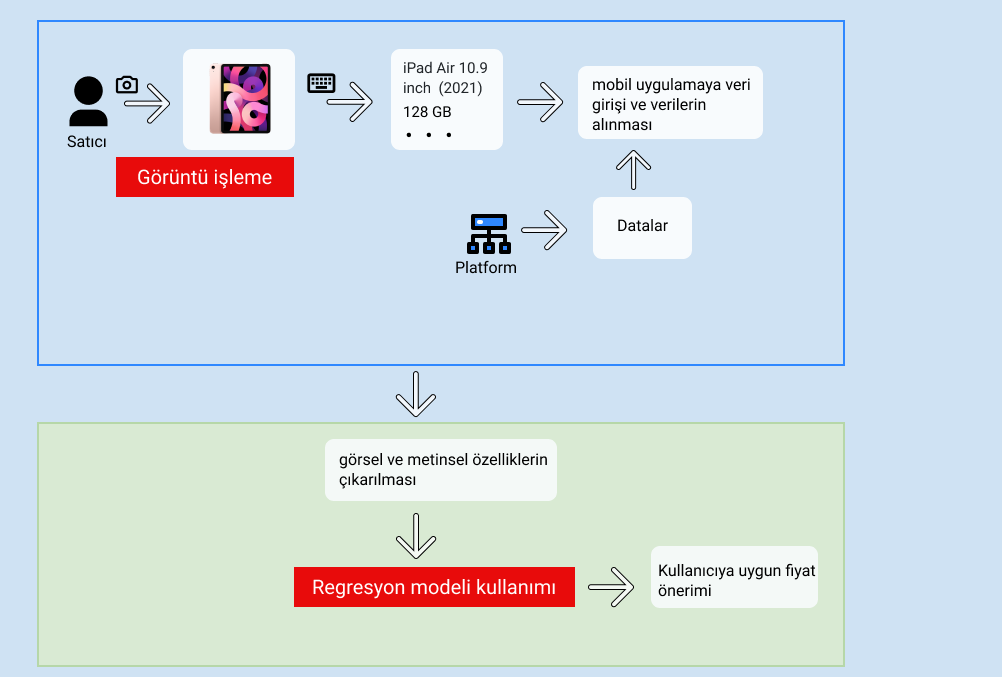 Satıcı
Görüntü işleme
iPad Air 10.9
inch (2021)
128 GB
• • •
mobil uygulamaya veri
girişi ve verilerin
alınması
Platform
Datalar
görsel ve metinsel özelliklerin
çıkarılması
Regresyon modeli kullanımı
Kullanıcıya uygun fiyat
önerimi